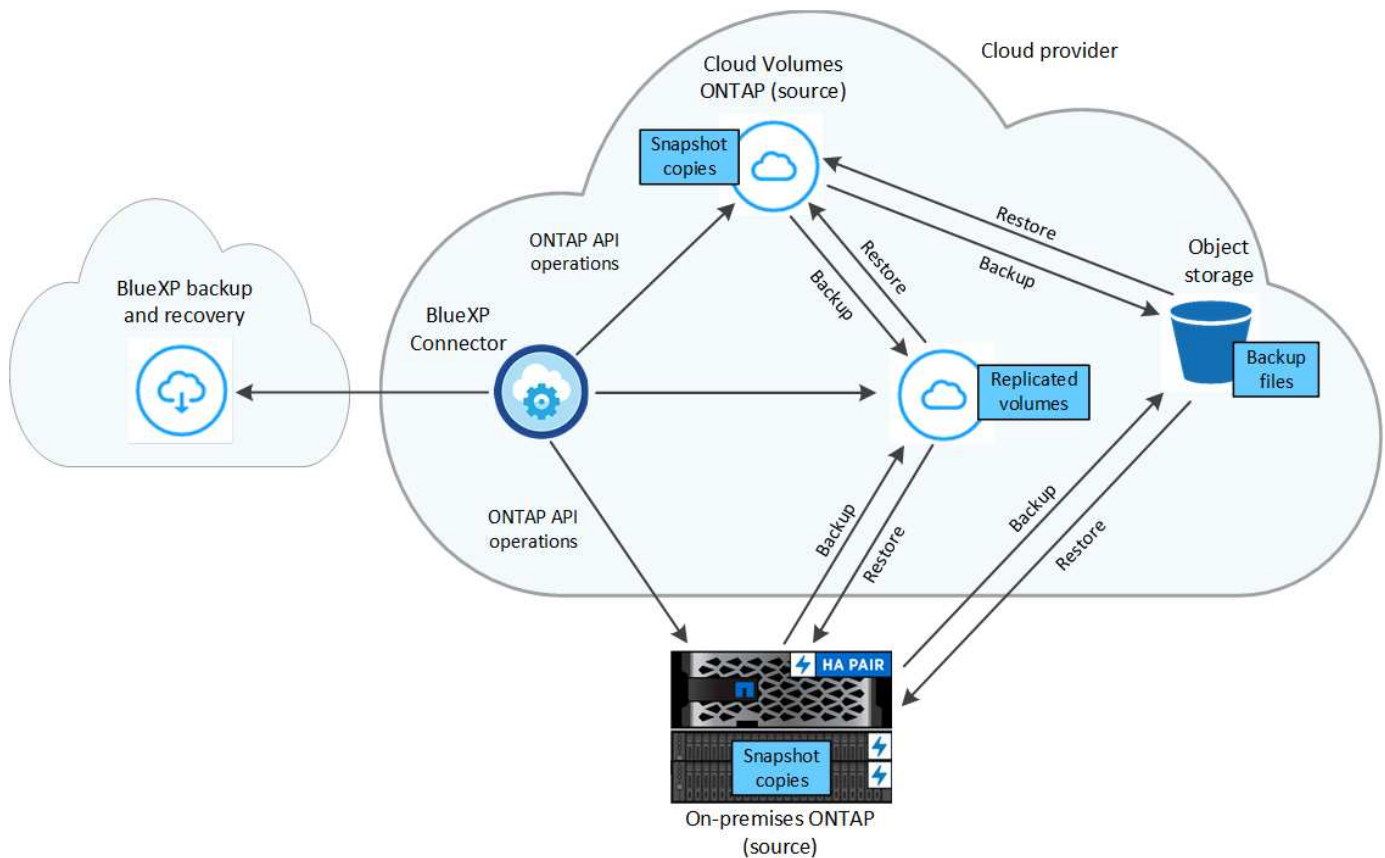 Cloud provider
Cloud Volumes
ONTAP (source)
Snapshot
copies
Restore
Backup
Object
storage
ONTAP API
operations
Restore
Backup
BlueXP backup
and recovery
BlueXP
Connector
Replicated
volumes
Backup
files
ONTAP API
operations
Backup
Restore
Backup
Restore
HA PAIR
Snapshot
copies
On-premises ONTAP
(source)